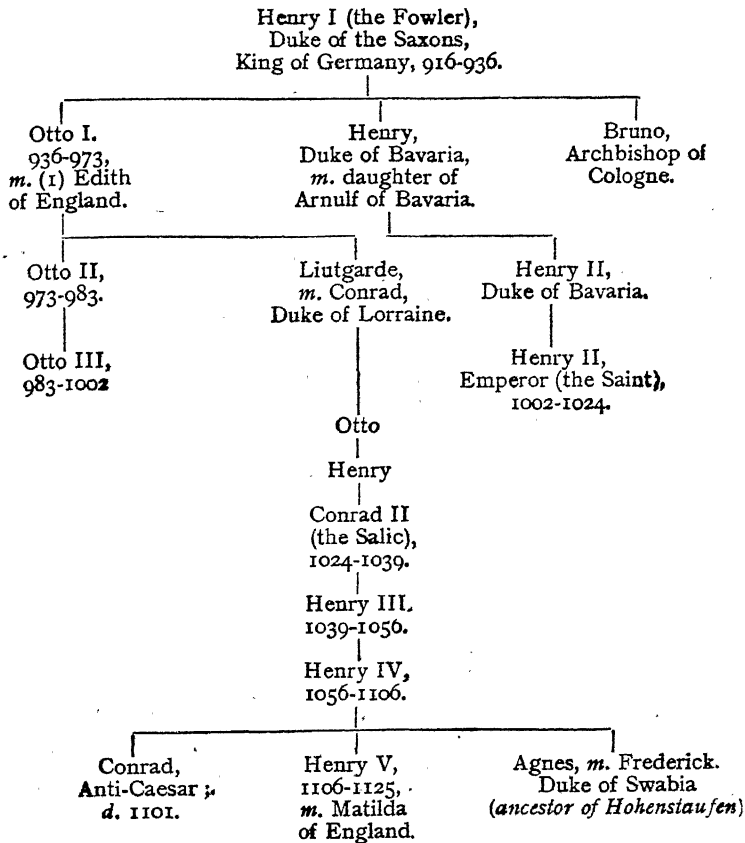 Henry I (the Fowler),
Duke of the Saxons,
King of Germany, 916-936.
Otto I.
936-973,
m. (1) Edith
of England.
Henry,
Duke of Bavaria,
m. daughter of
Arnulf of Bavaria.
Bruno,
Archbishop of
Cologne.
Otto II,
973-983.
Liutgarde,
m. Conrad,
Duke of Lorraine.
Henry II,
Duke of Bavaria.
Otto III,
983-1002
Henry II,
Emperor (the Saint),
1002-1024.
Otto
Henry
Conrad II
(the Salic),
1024-1039.
Henry III.
1039-1056.
Henry IV,
1056-1106.
Conrad,
Anti-Caesar ;
d. 1101.
Henry V,
1106-1125,
m. Matilda
of England.
Agnes, m. Frederick.
Duke of Swabia
(ancestor of Hohenstaufen)